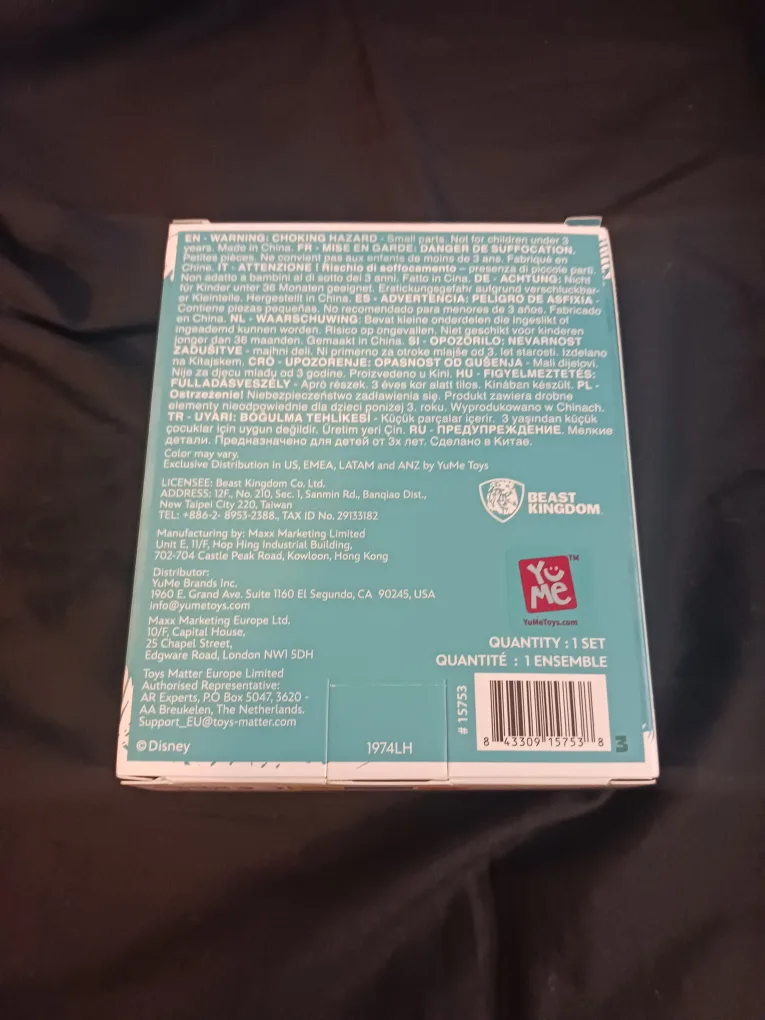 EN - WARNING: CHOKING HAZARD - Small parts. Not for children under 3
years. Made in China. FR - MISE EN GARDE: DANGER DE SUFFOCATION.
Petites pièces. Ne convient pas aux enfants de moins de 3 ans. Fabriqué en
China. IT - ATTENZIONE ! Rischio di soffocamento – presenza di piccole parti.
Non adatto a bambini al di sotto dei 3 anni. Fatto in Cina. DE - ACHTUNG: Nicht
für Kinder unter 36 Monaten geeignet. Erstickungsgefahr aufgrund verschluckbar-
er Kleinteile. Hergestellt in China. ES - ADVERTENCIA: PELIGRO DE ASFIXIA -
Contiene piezas pequeñas. No recomendado para menores de 3 años. Fabricado
en China. NL - WAARSCHUWING: Bevat kleine onderdelen die ingeslikt of
ingeademd kunnen worden. Risico op ongevallen. Niet geschikt voor kinderen
jonger dan 36 maanden. Gemaakt in China. SI - OPOZORILO: NEVARNOST
ZADUŠITVE - majhni deli. Ni primerno za otroke mlajše od 3. let starosti. Izdelano
na Kitajskem. CRO - UPOZORENJE: OPASNOST OD GUŠENJA - Mali dijelovi.
Nije za djecu mlađu od 3 godine. Proizvedeno u Kini. HU - FIGYELMEZTETÉS:
FULLADÁSVESZÉLY - Apró részek. 3 éves kor alatt tilos. Kínában készült. PL -
Ostrzeżenie! Niebezpieczeństwo zadławienia się. Produkt zawiera drobne
elementy nieodpowiednie dla dzieci poniżej 3. roku. Wyprodukowano w Chinach.
TR - UYARI: BOĞULMA TEHLİKESİ - Küçük parçalar içerir. 3 yaşından küçük
çocuklar için uygun değildir. Üretim yeri Çin. RU - ПРЕДУПРЕЖДЕНИЕ. Мелкие
детали. Предназначено для детей от 3х лет. Сделано в Китае.
Color may vary.
Exclusive Distribution in US, EMEA, LATAM and ANZ by YuMe Toys
LICENSEE: Beast Kingdom Co. Ltd.
ADDRESS: 12F., No. 210, Sec. 1, Sanmin Rd., Banqiao Dist.,
New Taipei City 220, Taiwan
TEL: +886-2- 8953-2388., TAX ID No. 29133182
BEAST
KINGDOM
Manufacturing by: Maxx Marketing Limited
Unit E, 11/F, Hop Hing Industrial Building,
702-704 Castle Peak Road, Kowloon, Hong Kong
Distributor:
YuMe Brands Inc.
1960 E. Grand Ave. Suite 1160 El Segundo, CA 90245, USA
info@yumetoys.com
YuMe TM
YuMeToys.com
Maxx Marketing Europe Ltd.
10/F, Capital House,
25 Chapel Street,
Edgware Road, London NW1 5DH
QUANTITY : 1 SET
QUANTITÉ : 1 ENSEMBLE
Toys Matter Europe Limited
Authorised Representative:
AR Experts, P.O Box 5047, 3620 -
AA Breukelen, The Netherlands.
Support_EU@toys-matter.com
©Disney
1974LH
# 15753
8 43309 15753 8
3